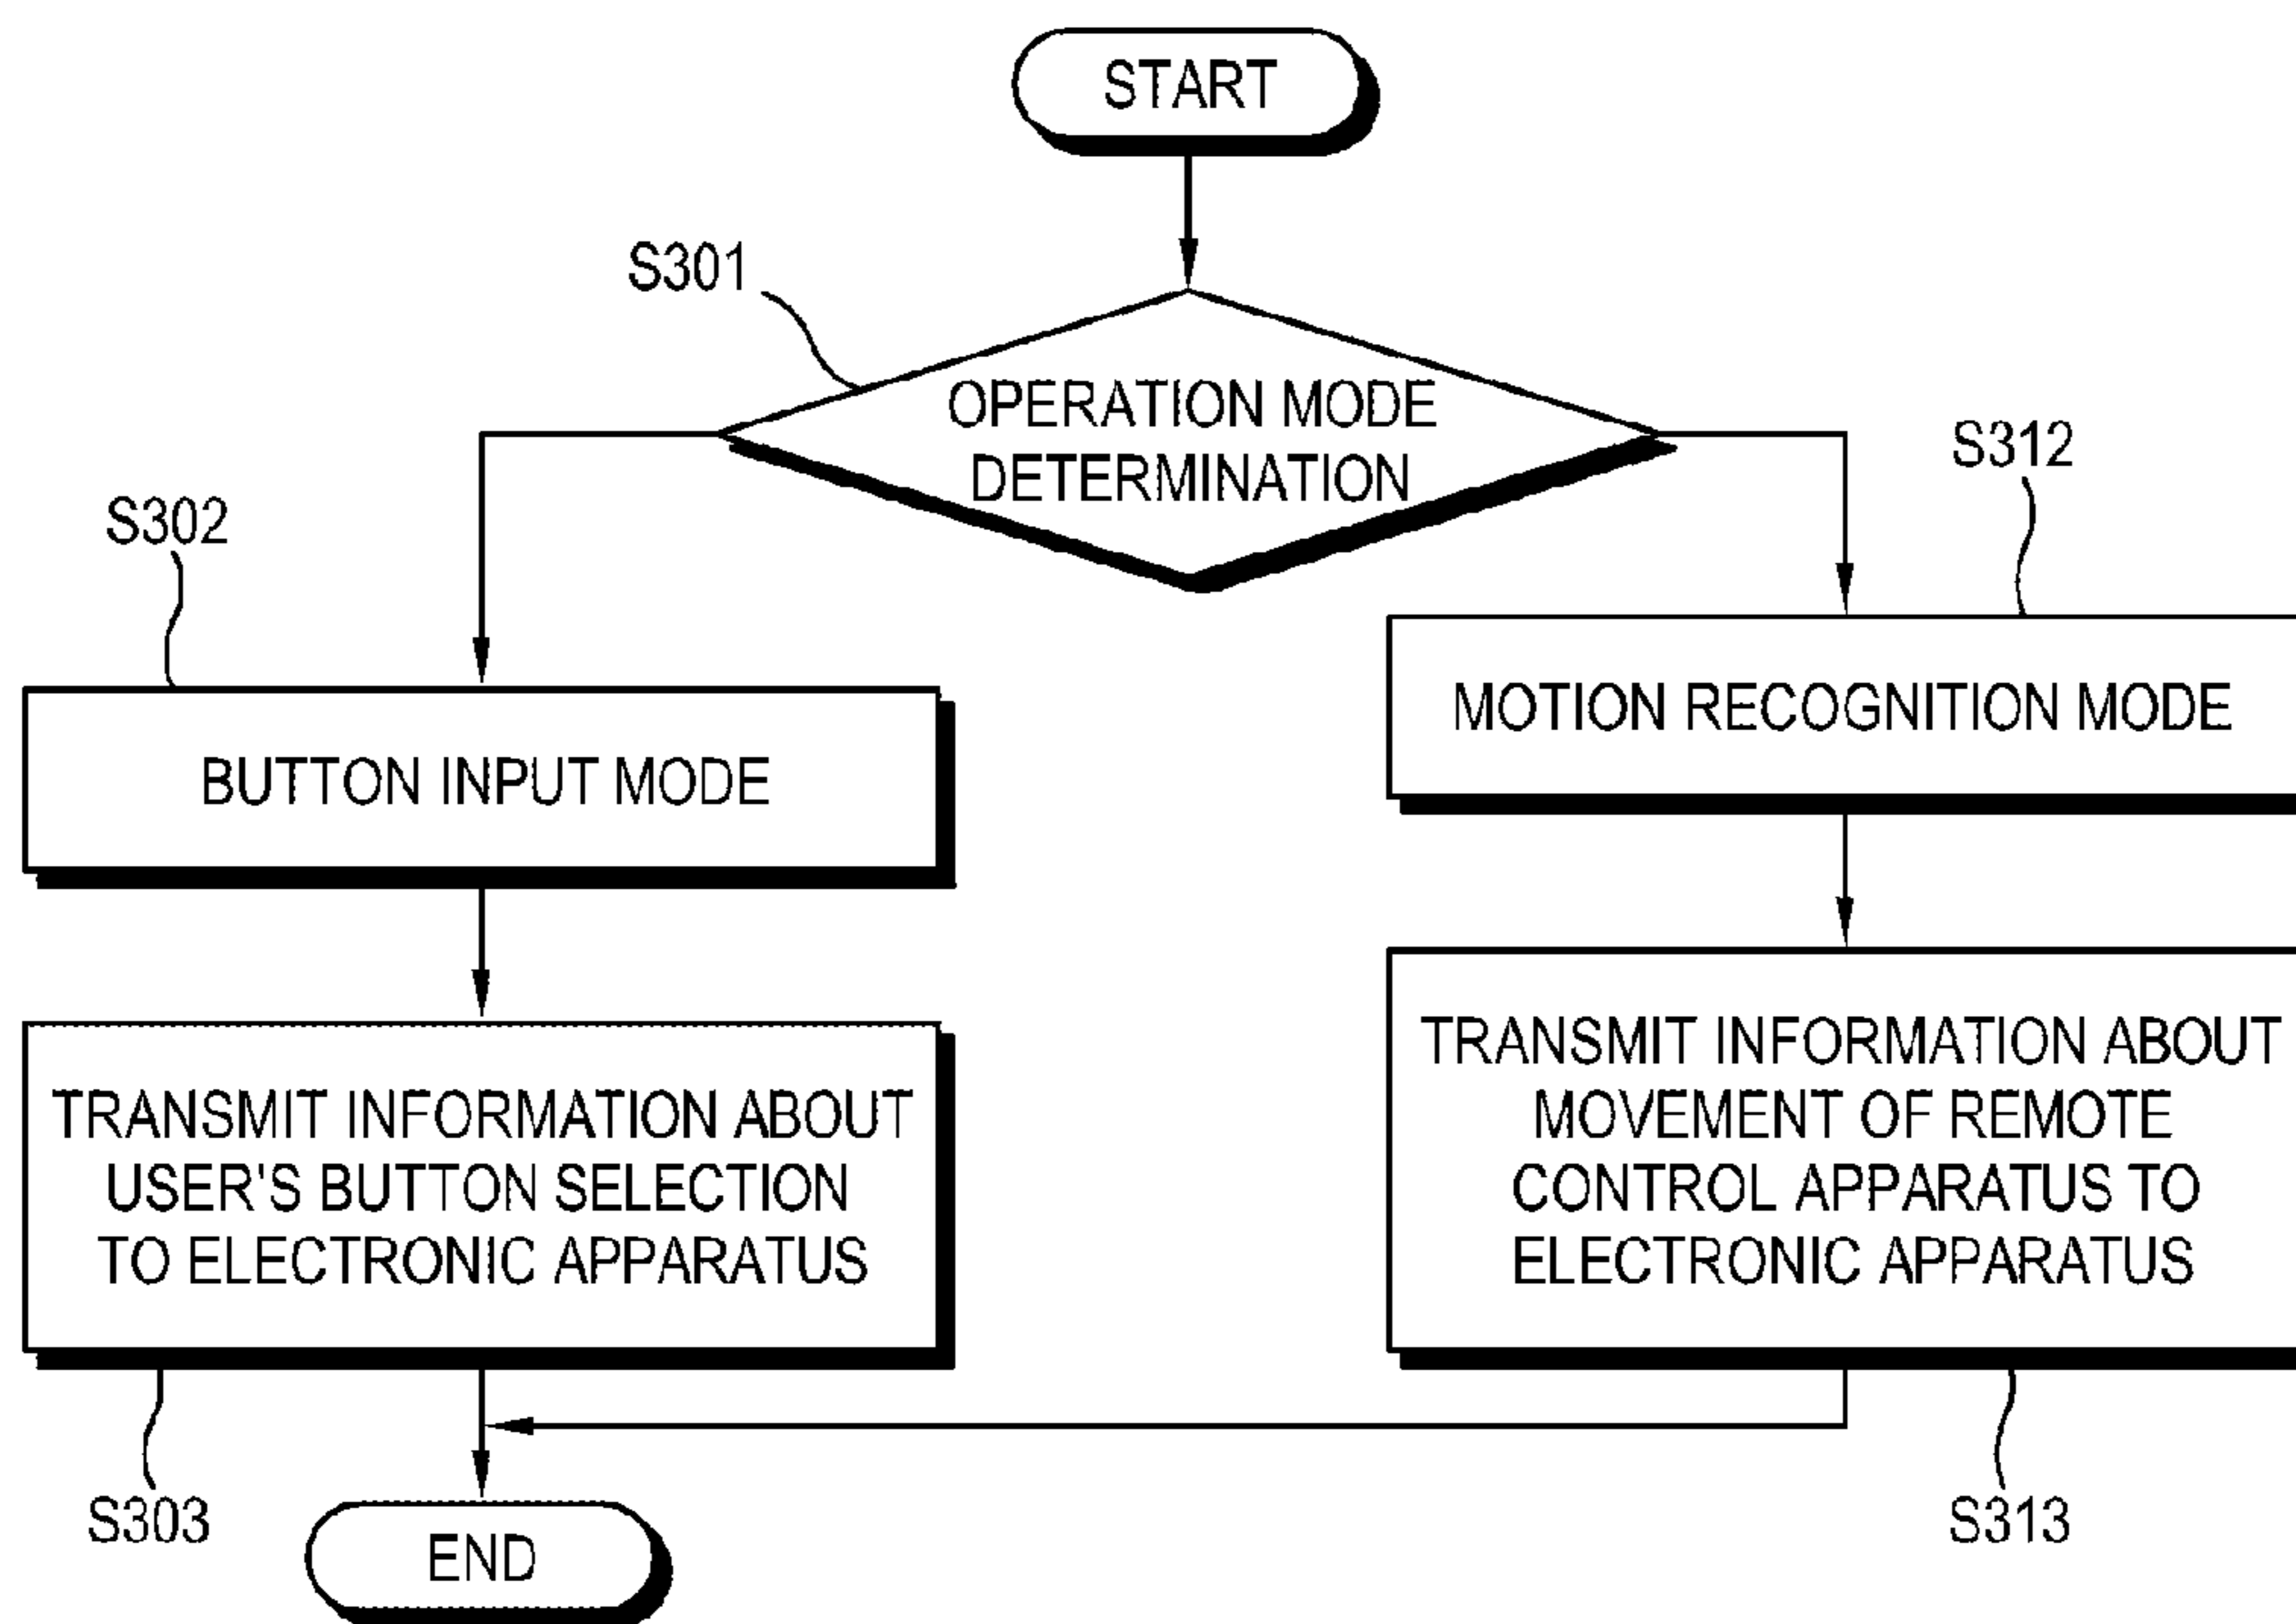 START
S301
OPERATION MODE
DETERMINATION
S302
BUTTON INPUT MODE
TRANSMIT INFORMATION ABOUT
USER'S BUTTON SELECTION
TO ELECTRONIC APPARATUS
S303
S312
MOTION RECOGNITION MODE
TRANSMIT INFORMATION ABOUT
MOVEMENT OF REMOTE
CONTROL APPARATUS TO
ELECTRONIC APPARATUS
S313
END